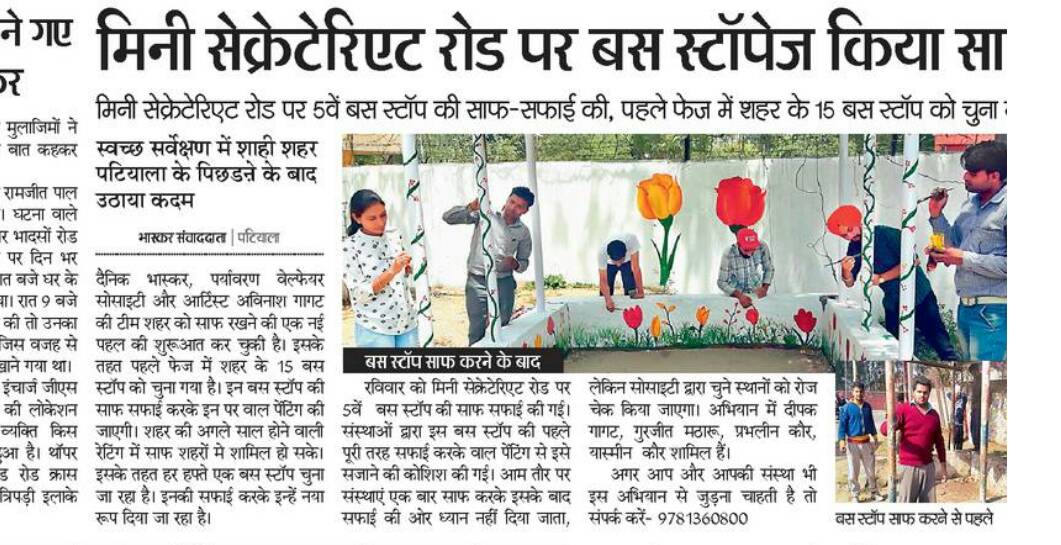 ने गए
कर
मुलाजिमों ने
बात कहकर
रामजीत पाल
। घटना वाले
र भादसों रोड
पर दिन भर
त बजे घर के
या। रात 9 बजे
की तो उनका
जिस वजह से
खाने गया था।
इंचार्ज जीएस
की लोकेशन
व्यक्ति किस
हुआ है। थॉपर
ड रोड क्रास
त्रिपड़ी इलाके
मिनी सेक्रेटेरिएट रोड पर बस स्टॉपेज किया सा
मिनी सेक्रेटेरिएट रोड पर 5वें बस स्टॉप की साफ-सफाई की, पहले फेज में शहर के 15 बस स्टॉप को चुना
स्वच्छ सर्वेक्षण में शाही शहर
पटियाला के पिछडऩे के बाद
उठाया कदम
भास्कर संवाददाता | पटियाला
दैनिक भास्कर, पर्यावरण वेल्फेयर
सोसाइटी और आर्टिस्ट अविनाश गागट
की टीम शहर को साफ रखने की एक नई
पहल की शुरूआत कर चुकी है। इसके
तहत पहले फेज में शहर के 15 बस
स्टॉप को चुना गया है। इन बस स्टॉप की
साफ सफाई करके इन पर वाल पेंटिंग की
जाएगी। शहर की अगले साल होने वाली
रेटिंग में साफ शहरों मे शामिल हो सके।
इसके तहत हर हफ्ते एक बस स्टॉप चुना
जा रहा है। इनकी सफाई करके इन्हें नया
रूप दिया जा रहा है।
बस स्टॉप साफ करने के बाद
रविवार को मिनी सेक्रेटेरिएट रोड पर
5वें बस स्टॉप की साफ सफाई की गई।
संस्थाओं द्वारा इस बस स्टॉप की पहले
पूरी तरह सफाई करके वाल पेंटिंग से इसे
सजाने की कोशिश की गई। आम तौर पर
संस्थाएं एक बार साफ करके इसके बाद
सफाई की ओर ध्यान नहीं दिया जाता,
लेकिन सोसाइटी द्वारा चुने स्थानों को रोज
चेक किया जाएगा। अभियान में दीपक
गागट, गुरजीत मठारू, प्रभलीन कौर,
यास्मीन कौर शामिल हैं।
अगर आप और आपकी संस्था भी
इस अभियान से जुड़ना चाहती है तो
संपर्क करें- 9781360800
बस स्टॉप साफ करने से पहले